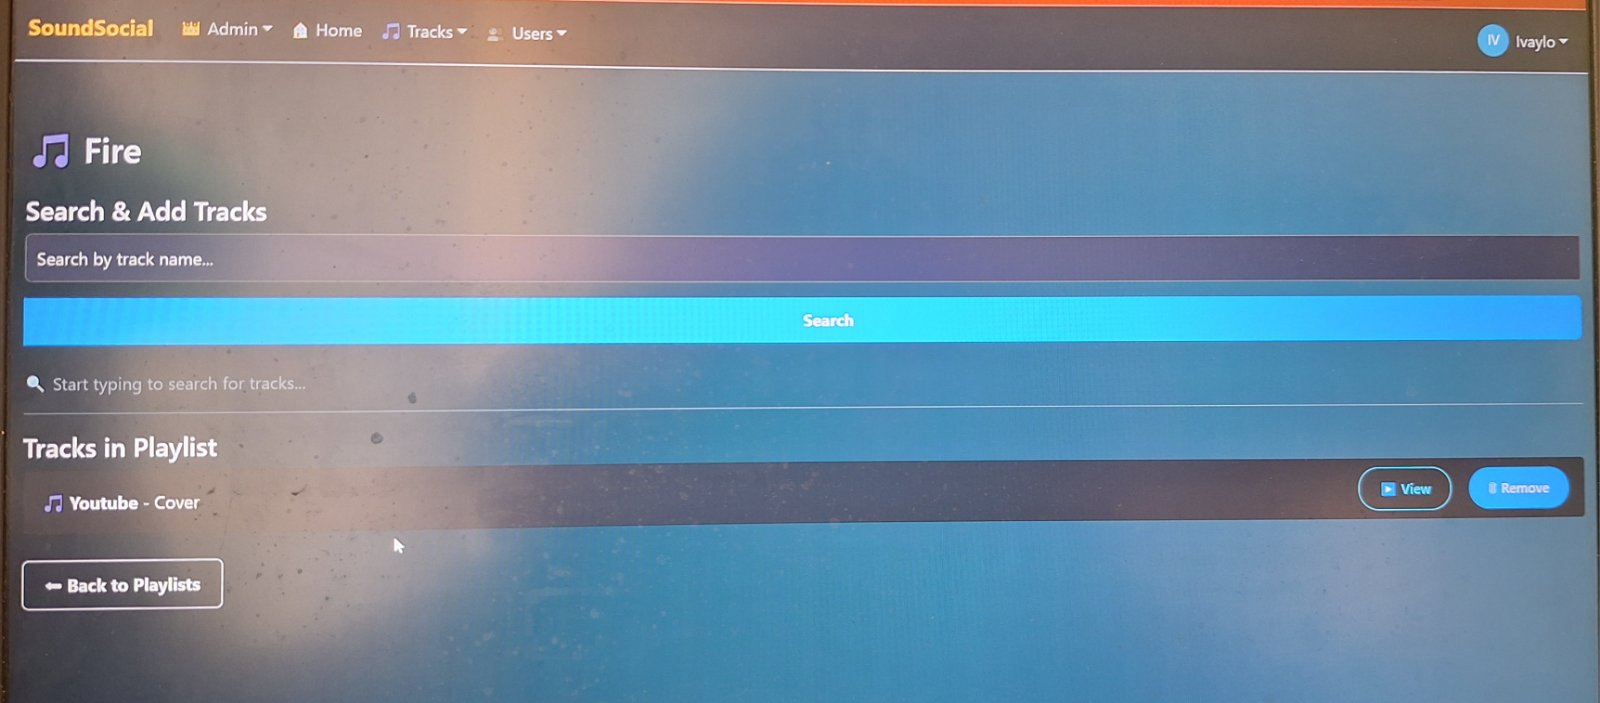 SoundSocial Admin Home Tracks Users IV Ivaylo
Fire
Search & Add Tracks
Search by track name...
Search
Start typing to search for tracks...
Tracks in Playlist
Youtube - Cover View Remove
Back to Playlists